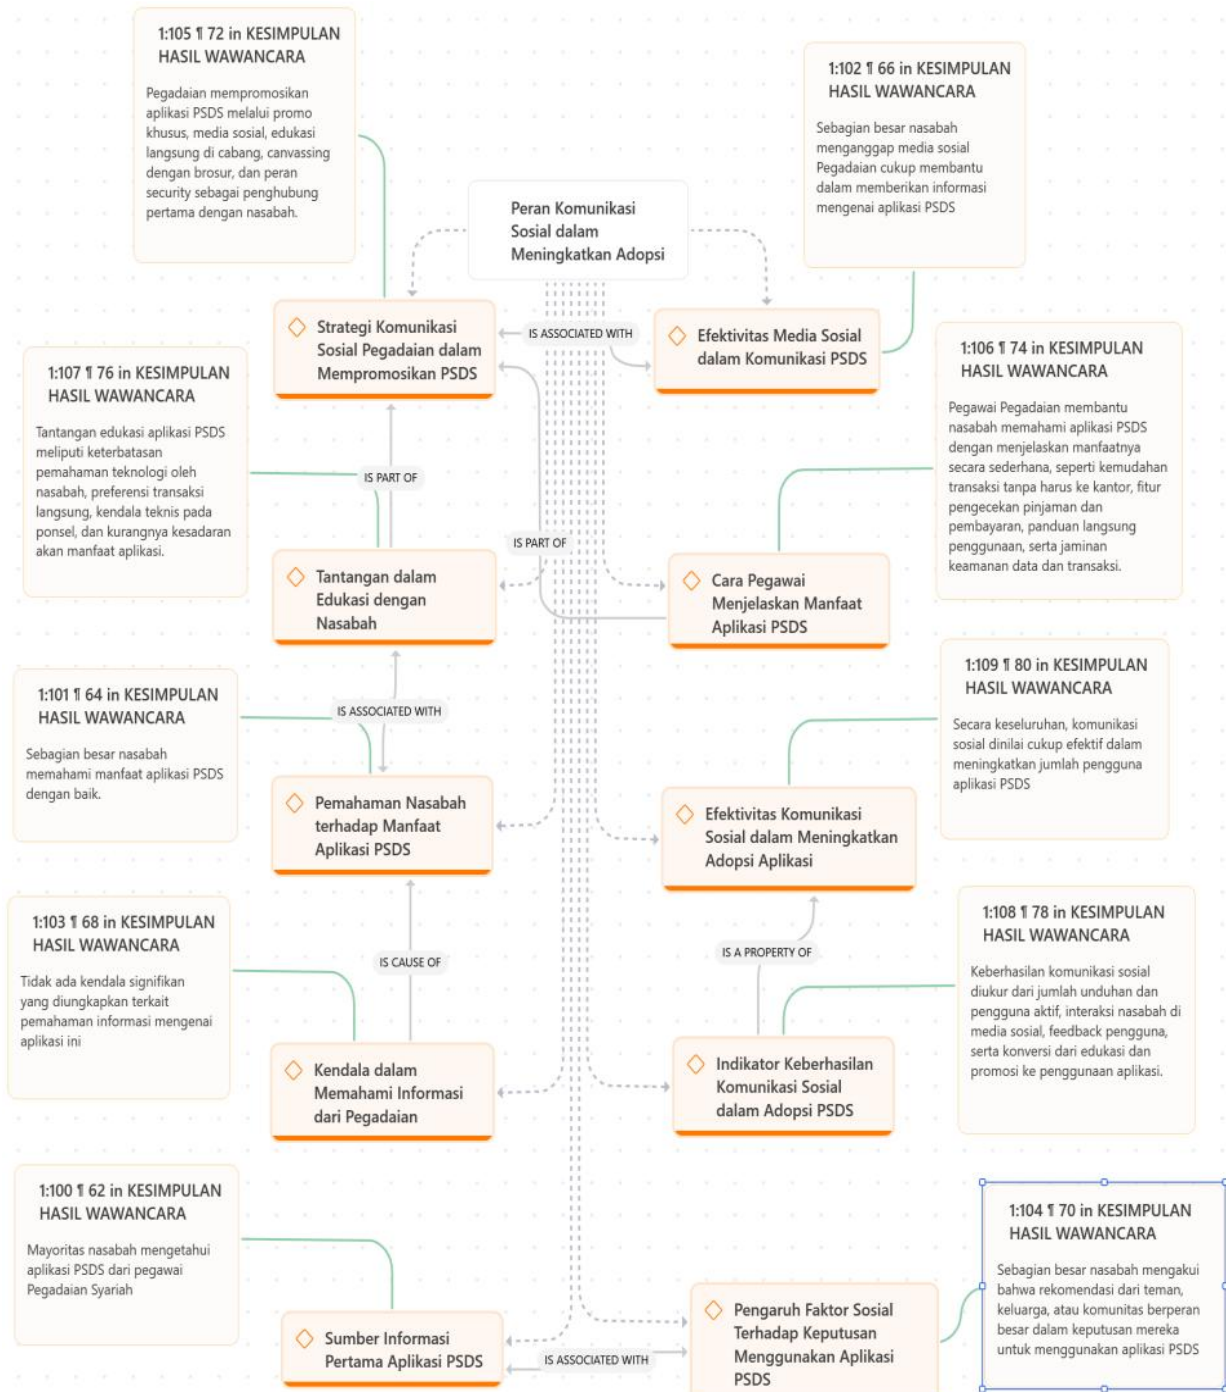 1:105 ¶ 72 in KESIMPULAN
HASIL WAWANCARA
Pegadaian mempromosikan
aplikasi PSDS melalui promo
khusus, media sosial, edukasi
langsung di cabang, canvassing
dengan brosur, dan peran
security sebagai penghubung
pertama dengan nasabah.
1:102 ¶ 66 in KESIMPULAN
HASIL WAWANCARA
Sebagian besar nasabah
menganggap media sosial
Pegadaian cukup membantu
dalam memberikan informasi
mengenai aplikasi PSDS
Peran Komunikasi
Sosial dalam
Meningkatkan Adopsi
Strategi Komunikasi
Sosial Pegadaian dalam
Mempromosikan PSDS
IS ASSOCIATED WITH
Efektivitas Media Sosial
dalam Komunikasi PSDS
1:107 ¶ 76 in KESIMPULAN
HASIL WAWANCARA
Tantangan edukasi aplikasi PSDS
meliputi keterbatasan
pemahaman teknologi oleh
nasabah, preferensi transaksi
langsung, kendala teknis pada
ponsel, dan kurangnya kesadaran
akan manfaat aplikasi.
1:106 ¶ 74 in KESIMPULAN
HASIL WAWANCARA
Pegawai Pegadaian membantu
nasabah memahami aplikasi PSDS
dengan menjelaskan manfaatnya
secara sederhana, seperti kemudahan
transaksi tanpa harus ke kantor, fitur
pengecekan pinjaman dan
pembayaran, panduan langsung
penggunaan, serta jaminan
keamanan data dan transaksi.
IS PART OF
IS PART OF
Tantangan dalam
Edukasi dengan
Nasabah
Cara Pegawai
Menjelaskan Manfaat
Aplikasi PSDS
1:101 ¶ 64 in KESIMPULAN
HASIL WAWANCARA
Sebagian besar nasabah
memahami manfaat aplikasi PSDS
dengan baik.
IS ASSOCIATED WITH
1:109 ¶ 80 in KESIMPULAN
HASIL WAWANCARA
Secara keseluruhan, komunikasi
sosial dinilai cukup efektif dalam
meningkatkan jumlah pengguna
aplikasi PSDS
Pemahaman Nasabah
terhadap Manfaat
Aplikasi PSDS
Efektivitas Komunikasi
Sosial dalam Meningkatkan
Adopsi Aplikasi
1:103 ¶ 68 in KESIMPULAN
HASIL WAWANCARA
Tidak ada kendala signifikan
yang diungkapkan terkait
pemahaman informasi mengenai
aplikasi ini
IS CAUSE OF
IS A PROPERTY OF
1:108 ¶ 78 in KESIMPULAN
HASIL WAWANCARA
Keberhasilan komunikasi sosial
diukur dari jumlah unduhan dan
pengguna aktif, interaksi nasabah di
media sosial, feedback pengguna,
serta konversi dari edukasi dan
promosi ke penggunaan aplikasi.
Kendala dalam
Memahami Informasi
dari Pegadaian
Indikator Keberhasilan
Komunikasi Sosial
dalam Adopsi PSDS
1:100 ¶ 62 in KESIMPULAN
HASIL WAWANCARA
Mayoritas nasabah mengetahui
aplikasi PSDS dari pegawai
Pegadaian Syariah
1:104 ¶ 70 in KESIMPULAN
HASIL WAWANCARA
Sebagian besar nasabah mengakui
bahwa rekomendasi dari teman,
keluarga, atau komunitas berperan
besar dalam keputusan mereka
untuk menggunakan aplikasi PSDS
Sumber Informasi
Pertama Aplikasi PSDS
IS ASSOCIATED WITH
Pengaruh Faktor Sosial
Terhadap Keputusan
Menggunakan Aplikasi
PSDS